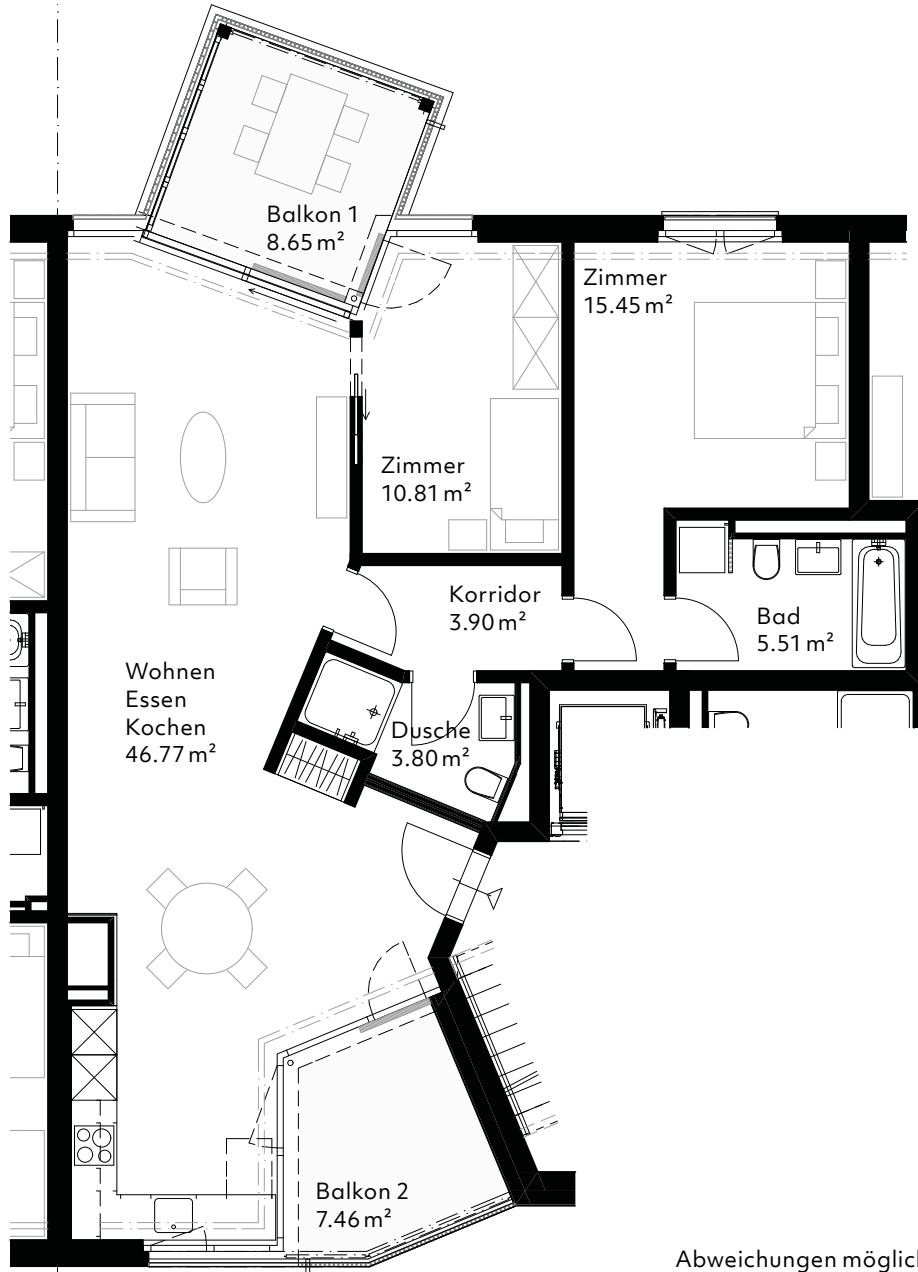 Balkon 1
8.65 m²
Zimmer
15.45 m²
Zimmer
10.81 m²
Korridor
3.90 m²
Bad
5.51 m²
Wohnen
Essen
Kochen
46.77 m²
Dusche
3.80 m²
Balkon 2
7.46 m²
Abweichungen möglich